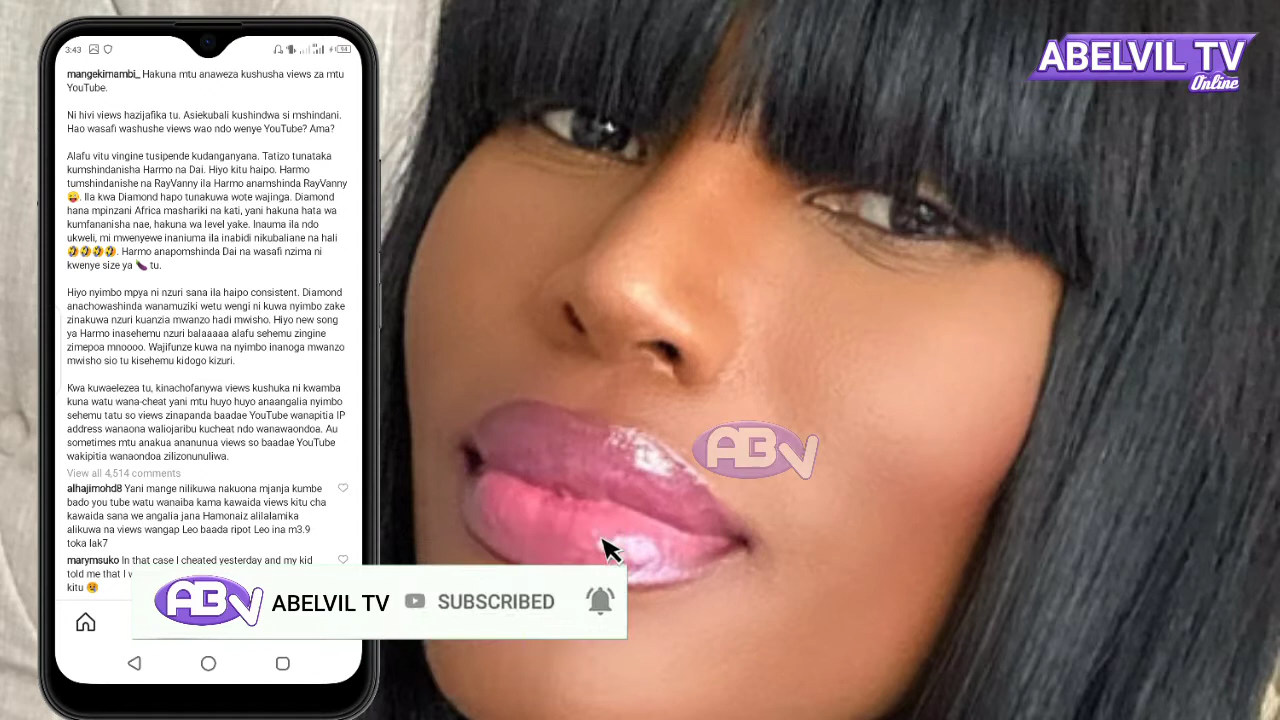 3:43
94
mangekimambi_ Hakuna mtu anaweza kushusha views za mtu
YouTube.
Ni hivi views hazijafika tu. Asiekubali kushindwa si mshindani.
Hao wasafi washushe views wao ndo wenye YouTube? Ama?
Alafu vitu vingine tusipende kudanganyana. Tatizo tunataka
kumshindanisha Harmo na Dai. Hiyo kitu haipo. Harmo
tumshindanishe na RayVanny ila Harmo anamshinda RayVanny
😜. Ila kwa Diamond hapo tunakuwa wote wajinga. Diamond
hana mpinzani Africa mashariki na kati, yani hakuna hata wa
kumfananisha nae, hakuna wa level yake. Inauma ila ndo
ukweli, mi mwenyewe inaniuma ila inabidi nikubaliane na hali
🤣🤣🤣🤣. Harmo anapomshinda Dai na wasafi nzima ni
kwenye size ya 🍆 tu.
Hiyo nyimbo mpya ni nzuri sana ila haipo consistent. Diamond
anachowashinda wanamuziki wetu wengi ni kuwa nyimbo zake
zinakuwa nzuri kuanzia mwanzo hadi mwisho. Hiyo new song
ya Harmo inasehemu nzuri balaaaaa alafu sehemu zingine
zimepoa mnoooo. Wajifunze kuwa na nyimbo inanoga mwanzo
mwisho sio tu kisehemu kidogo kizuri.
Kwa kuwaelezea tu, kinachofanywa views kushuka ni kwamba
kuna watu wana-cheat yani mtu huyo huyo anaangalia nyimbo
sehemu tatu so views zinapanda baadae YouTube wanapitia IP
address wanaona waliojaribu kucheat ndo wanawaondoa. Au
sometimes mtu anakua ananunua views so baadae YouTube
wakipitia wanaondoa zilizonunuliwa.
View all 4,514 comments
alhajimohd8 Yani mange nilikuwa nakuona mjanja kumbe
bado you tube watu wanaiba kama kawaida views kitu cha
kawaida sana we angalia jana Hamonaiz alilalamika
alikuwa na views wangap Leo baada ripot Leo ina m3.9
toka lak7
marymsuko In that case I cheated yesterday and my kid
told me that I
kitu 😢
ABV ABELVIL TV SUBSCRIBED
ABV
ABELVIL TV
Online